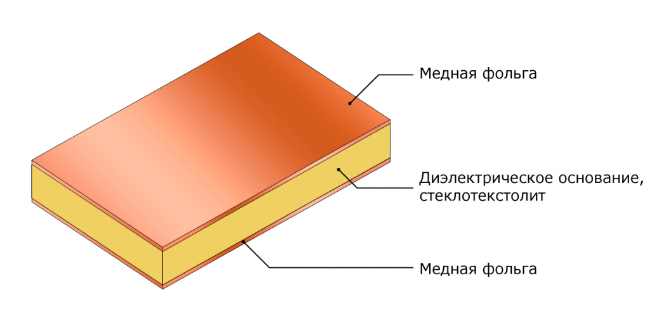 Медная фольга
Диэлектрическое основание,
стеклотекстолит
Медная фольга